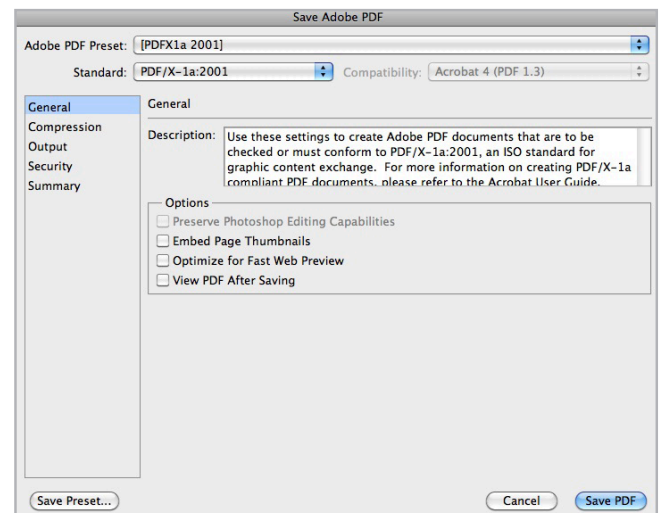 Save Adobe PDF
Adobe PDF Preset: [PDFX1a 2001]
Standard: PDF/X-1a:2001 Compatibility: Acrobat 4 (PDF 1.3)
General
Compression
Output
Security
Summary
General
Description: Use these settings to create Adobe PDF documents that are to be
checked or must conform to PDF/X-1a:2001, an ISO standard for
graphic content exchange. For more information on creating PDF/X-1a
compliant PDF documents, please refer to the Acrobat User Guide.
Options
Preserve Photoshop Editing Capabilities
Embed Page Thumbnails
Optimize for Fast Web Preview
View PDF After Saving
Save Preset... Cancel Save PDF